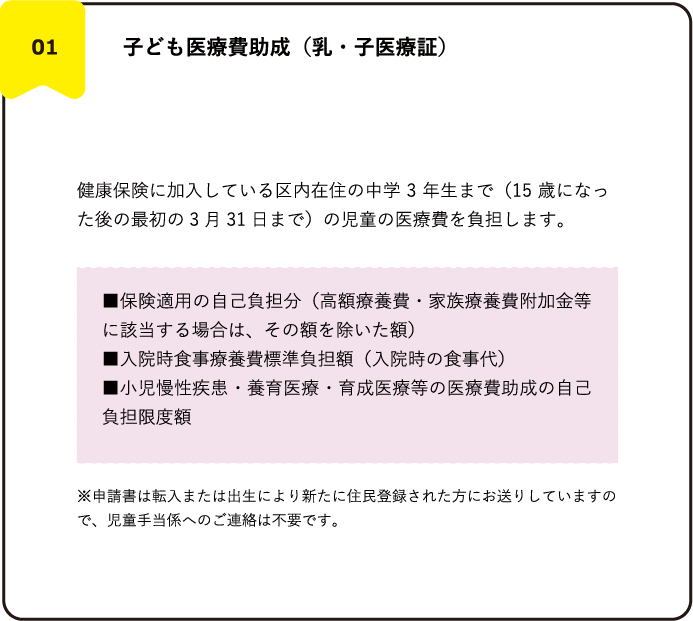 01
子ども医療費助成（乳・子医療証）
健康保険に加入している区内在住の中学 3 年生まで（15 歳になっ
た後の最初の 3 月 31 日まで）の児童の医療費を負担します。
■保険適用の自己負担分（高額療養費・家族療養費附加金等
に該当する場合は、その額を除いた額）
■入院時食事療養費標準負担額（入院時の食事代）
■小児慢性疾患・養育医療・育成医療等の医療費助成の自己
負担限度額
※申請書は転入または出生により新たに住民登録された方にお送りしていますの
で、児童手当係へのご連絡は不要です。